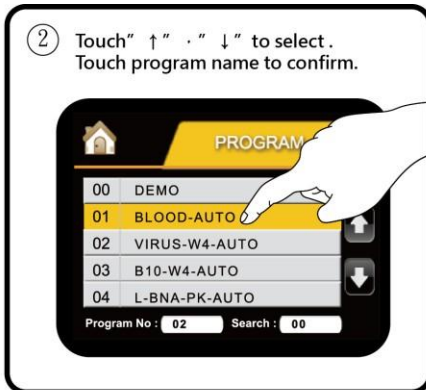 ② Touch" ↑" ·" ↓" to select .
Touch program name to confirm.
PROGRAM
00 DEMO
01 BLOOD-AUTO
02 VIRUS-W4-AUTO
03 B10-W4-AUTO
04 L-BNA-PK-AUTO
Program No : 02 Search : 00